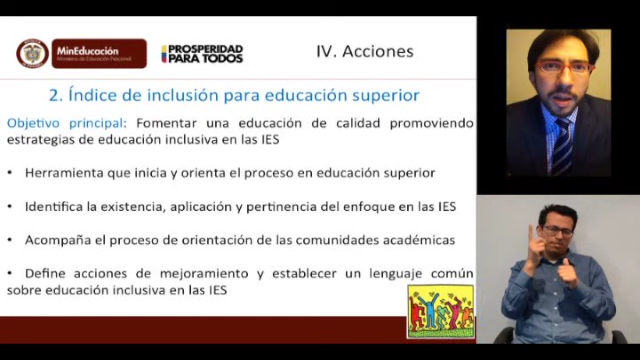 MinEducación
Ministerio de Educación Nacional
PROSPERIDAD
PARA TODOS
IV. Acciones
2. Índice de inclusión para educación superior
Objetivo principal: Fomentar una educación de calidad promoviendo
estrategias de educación inclusiva en las IES
• Herramienta que inicia y orienta el proceso en educación superior
• Identifica la existencia, aplicación y pertinencia del enfoque en las IES
• Acompaña el proceso de orientación de las comunidades académicas
• Define acciones de mejoramiento y establecer un lenguaje común
sobre educación inclusiva en las IES